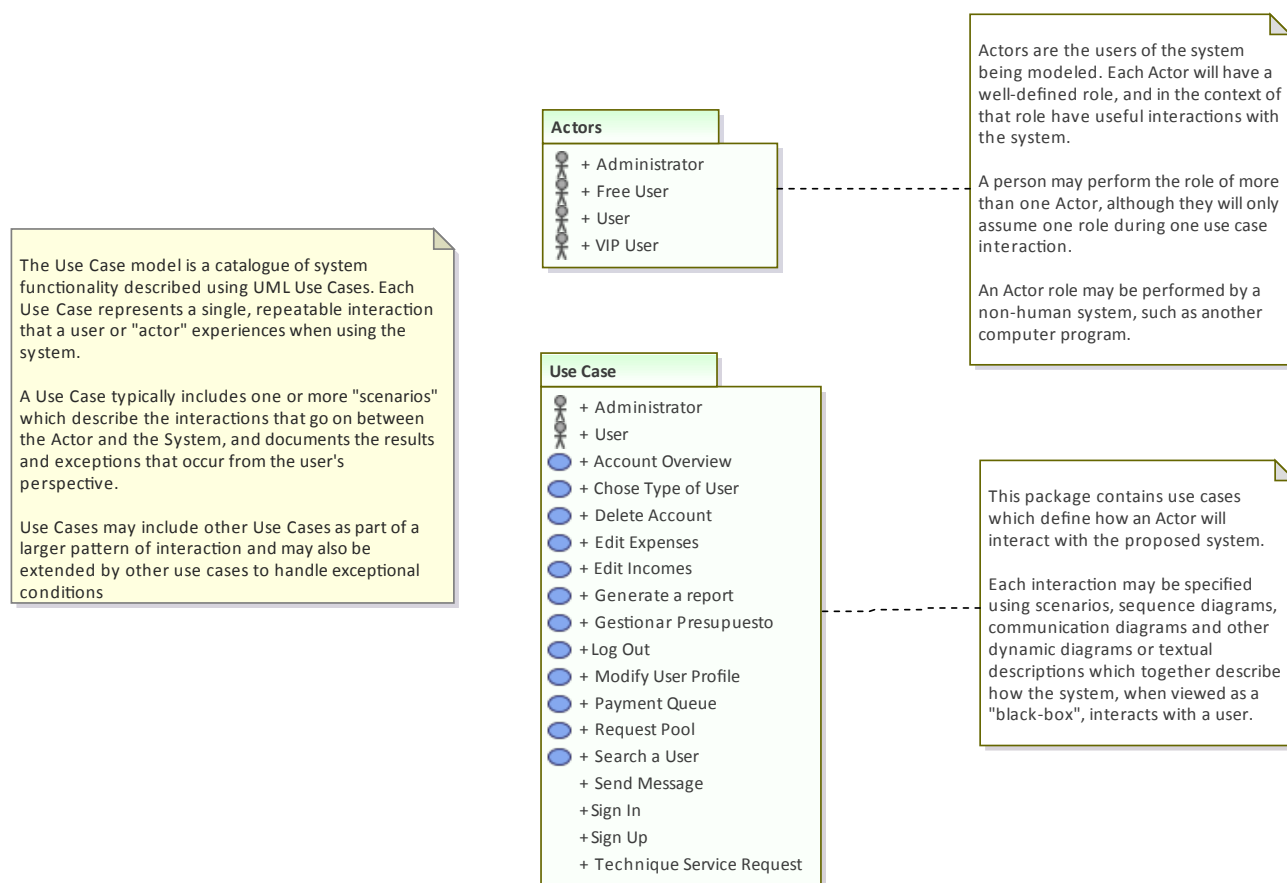 The Use Case model is a catalogue of system
functionality described using UML Use Cases. Each
Use Case represents a single, repeatable interaction
that a user or "actor" experiences when using the
system.
A Use Case typically includes one or more "scenarios"
which describe the interactions that go on between
the Actor and the System, and documents the results
and exceptions that occur from the user's
perspective.
Use Cases may include other Use Cases as part of a
larger pattern of interaction and may also be
extended by other use cases to handle exceptional
conditions
Actors
+ Administrator
+ Free User
+ User
+ VIP User
Actors are the users of the system
being modeled. Each Actor will have a
well-defined role, and in the context of
that role have useful interactions with
the system.
A person may perform the role of more
than one Actor, although they will only
assume one role during one use case
interaction.
An Actor role may be performed by a
non-human system, such as another
computer program.
Use Case
+ Administrator
+ User
+ Account Overview
+ Chose Type of User
+ Delete Account
+ Edit Expenses
+ Edit Incomes
+ Generate a report
+ Gestionar Presupuesto
+Log Out
+ Modify User Profile
+ Payment Queue
+ Request Pool
+ Search a User
+ Send Message
+Sign In
+Sign Up
+ Technique Service Request
This package contains use cases
which define how an Actor will
interact with the proposed system.
Each interaction may be specified
using scenarios, sequence diagrams,
communication diagrams and other
dynamic diagrams or textual
descriptions which together describe
how the system, when viewed as a
"black-box", interacts with a user.